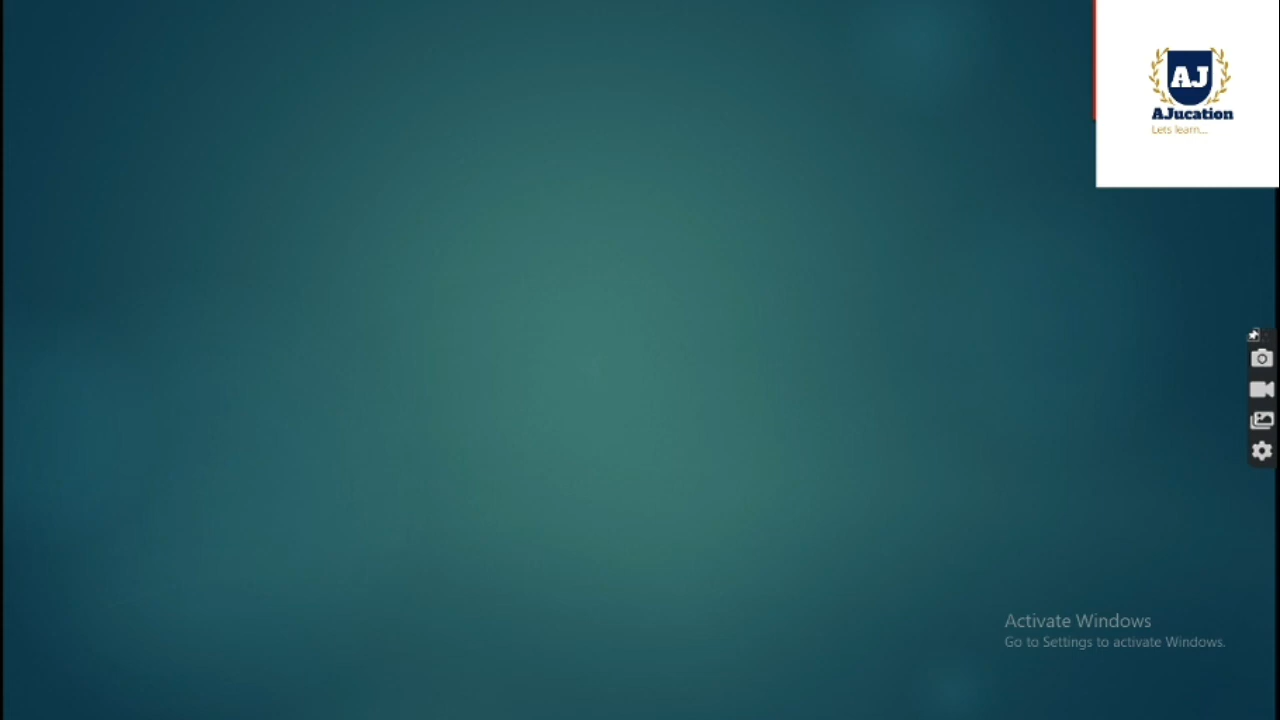 AJ
AJucation
Lets learn...
Activate Windows
Go to Settings to activate Windows.